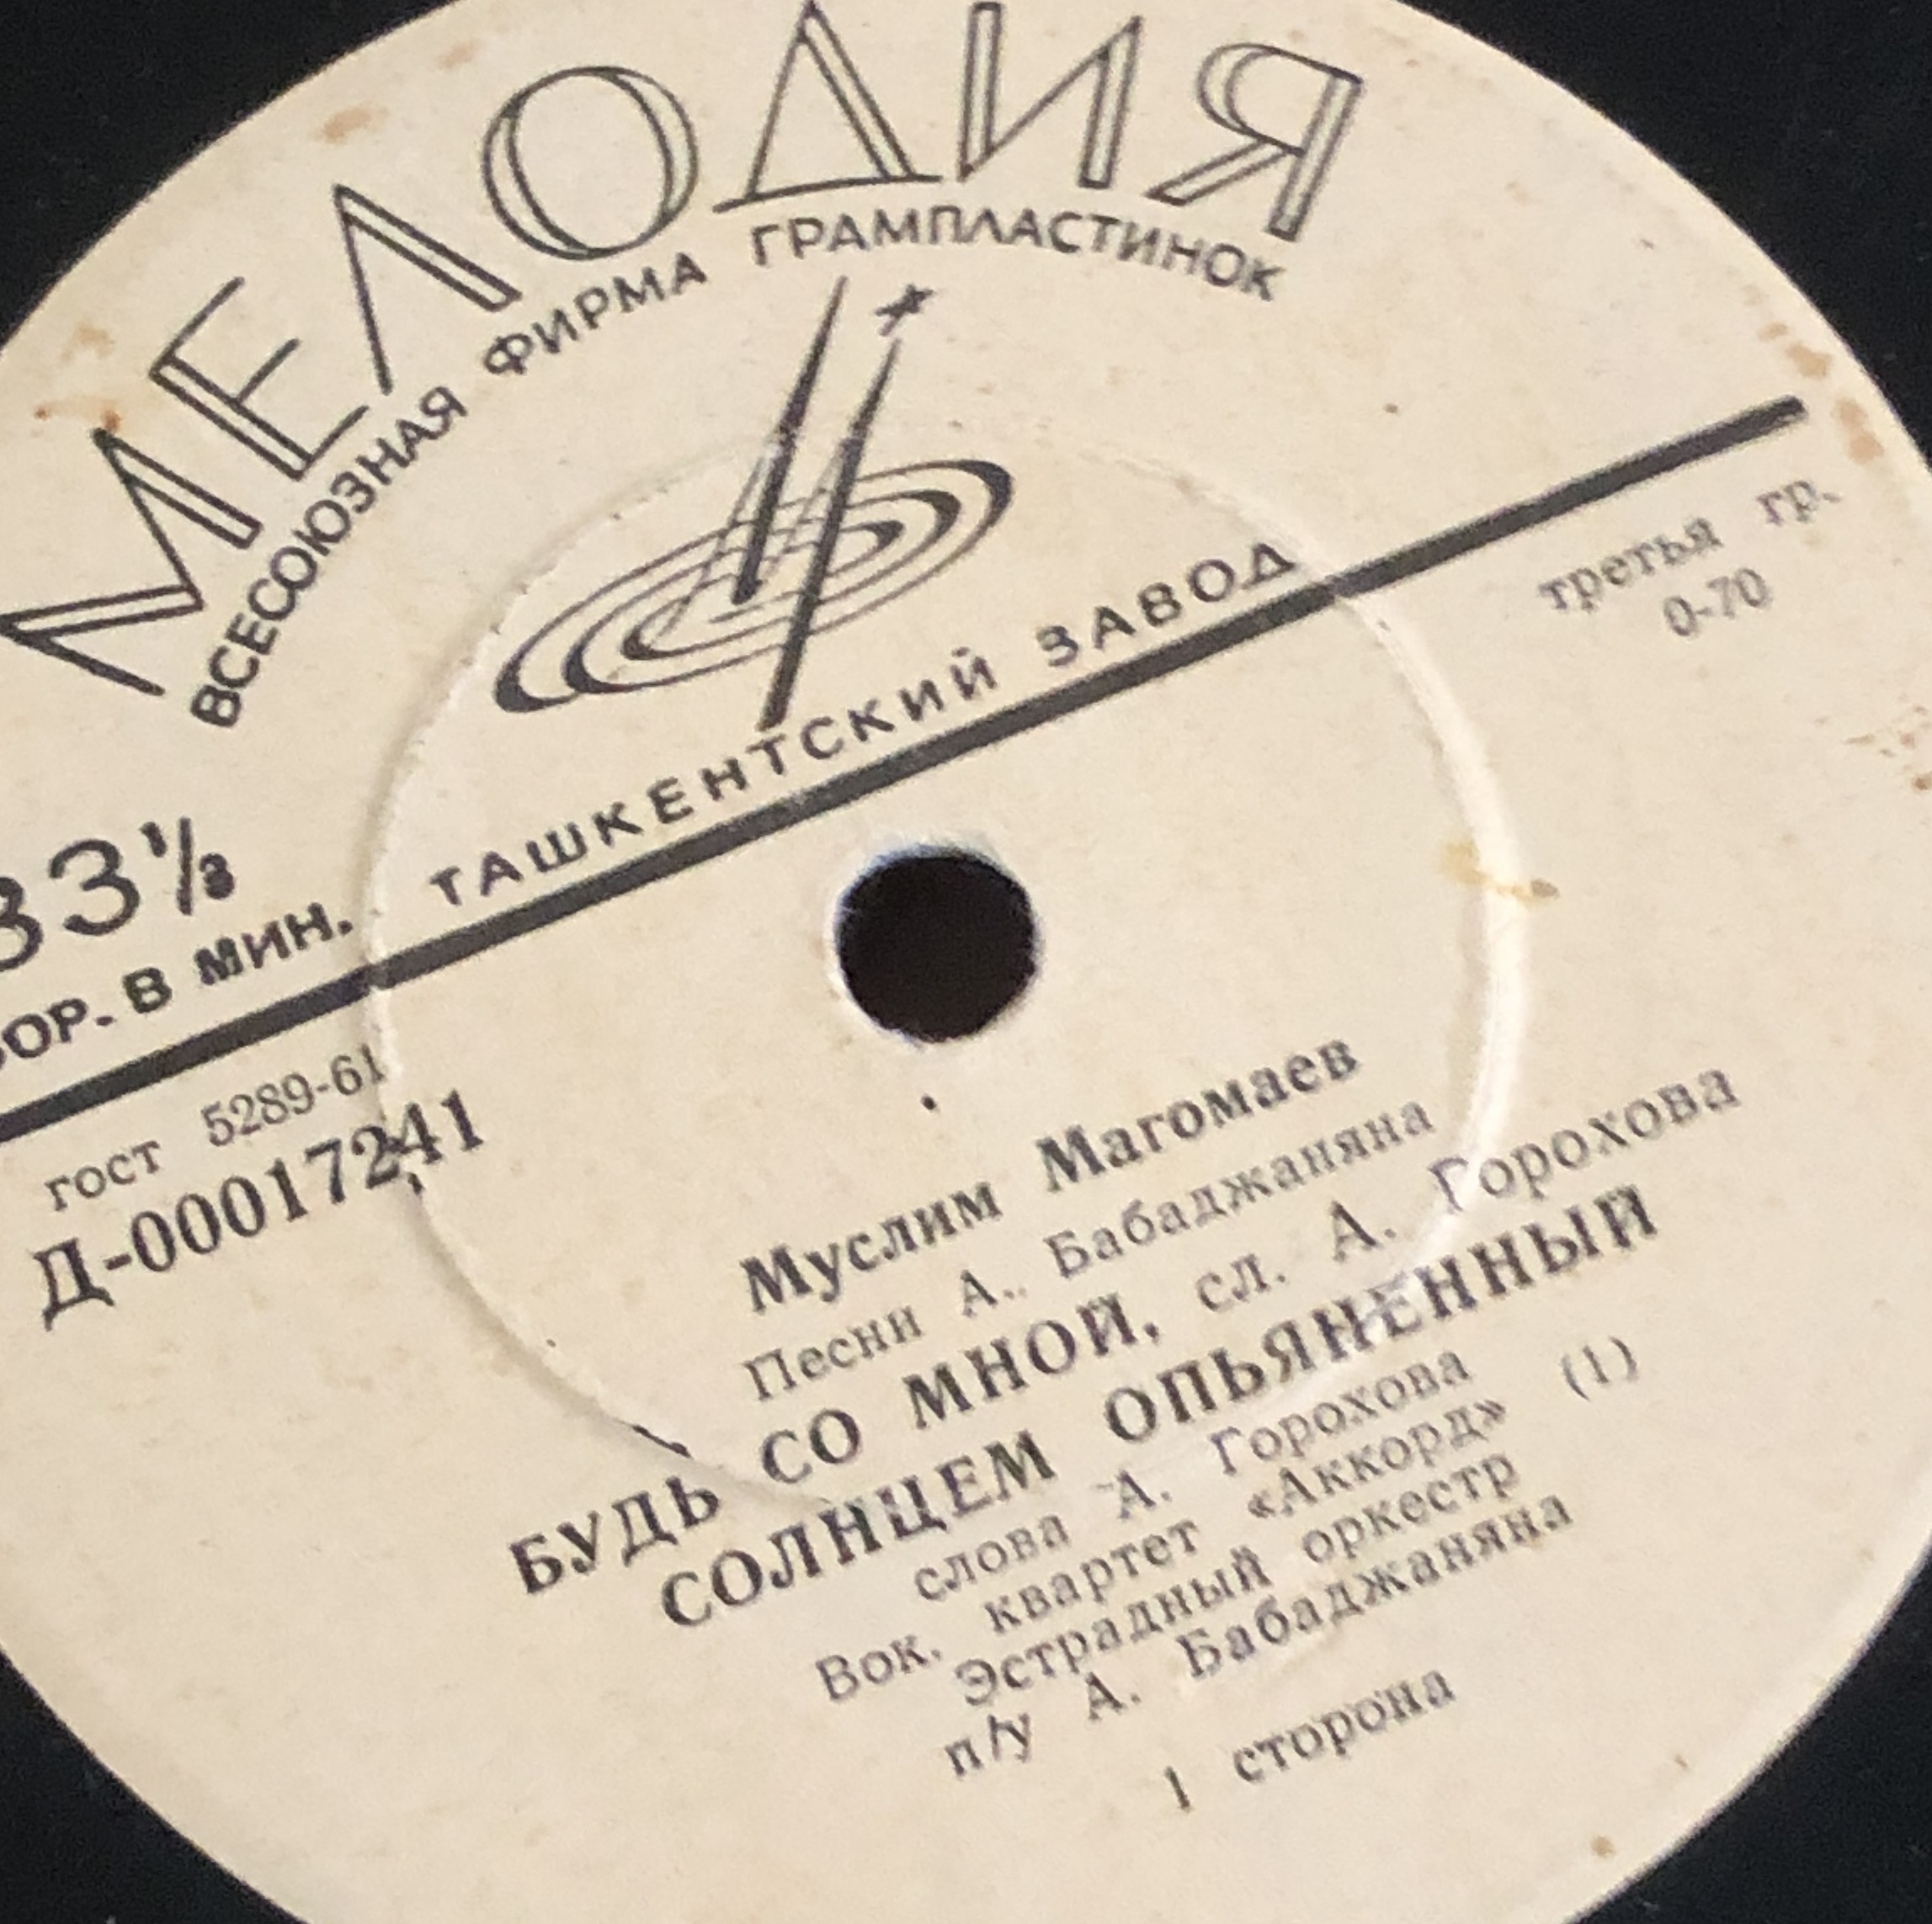 МЕЛОДИЯ
ВСЕСОЮЗНАЯ ФИРМА ГРАМПЛАСТИНОК
ТАШКЕНТСКИЙ ЗАВОД
33⅓
ОР. В МИН.
третья гр.
0-70
гост 5289-61
Д-00017241
Муслим Магомаев
Песни А. Бабаджаняна
БУДЬ СО МНОЙ, сл. А. Горохова
СОЛНЦЕМ ОПЬЯНЕННЫЙ
слова А. Горохова
Вок. квартет «Аккорд» (1)
Эстрадный оркестр
п/у А. Бабаджаняна
1 сторона